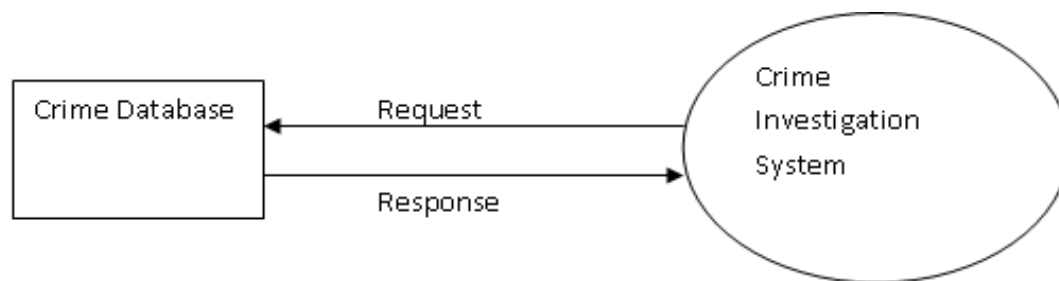 Crime Database
Request
Response
Crime
Investigation
System